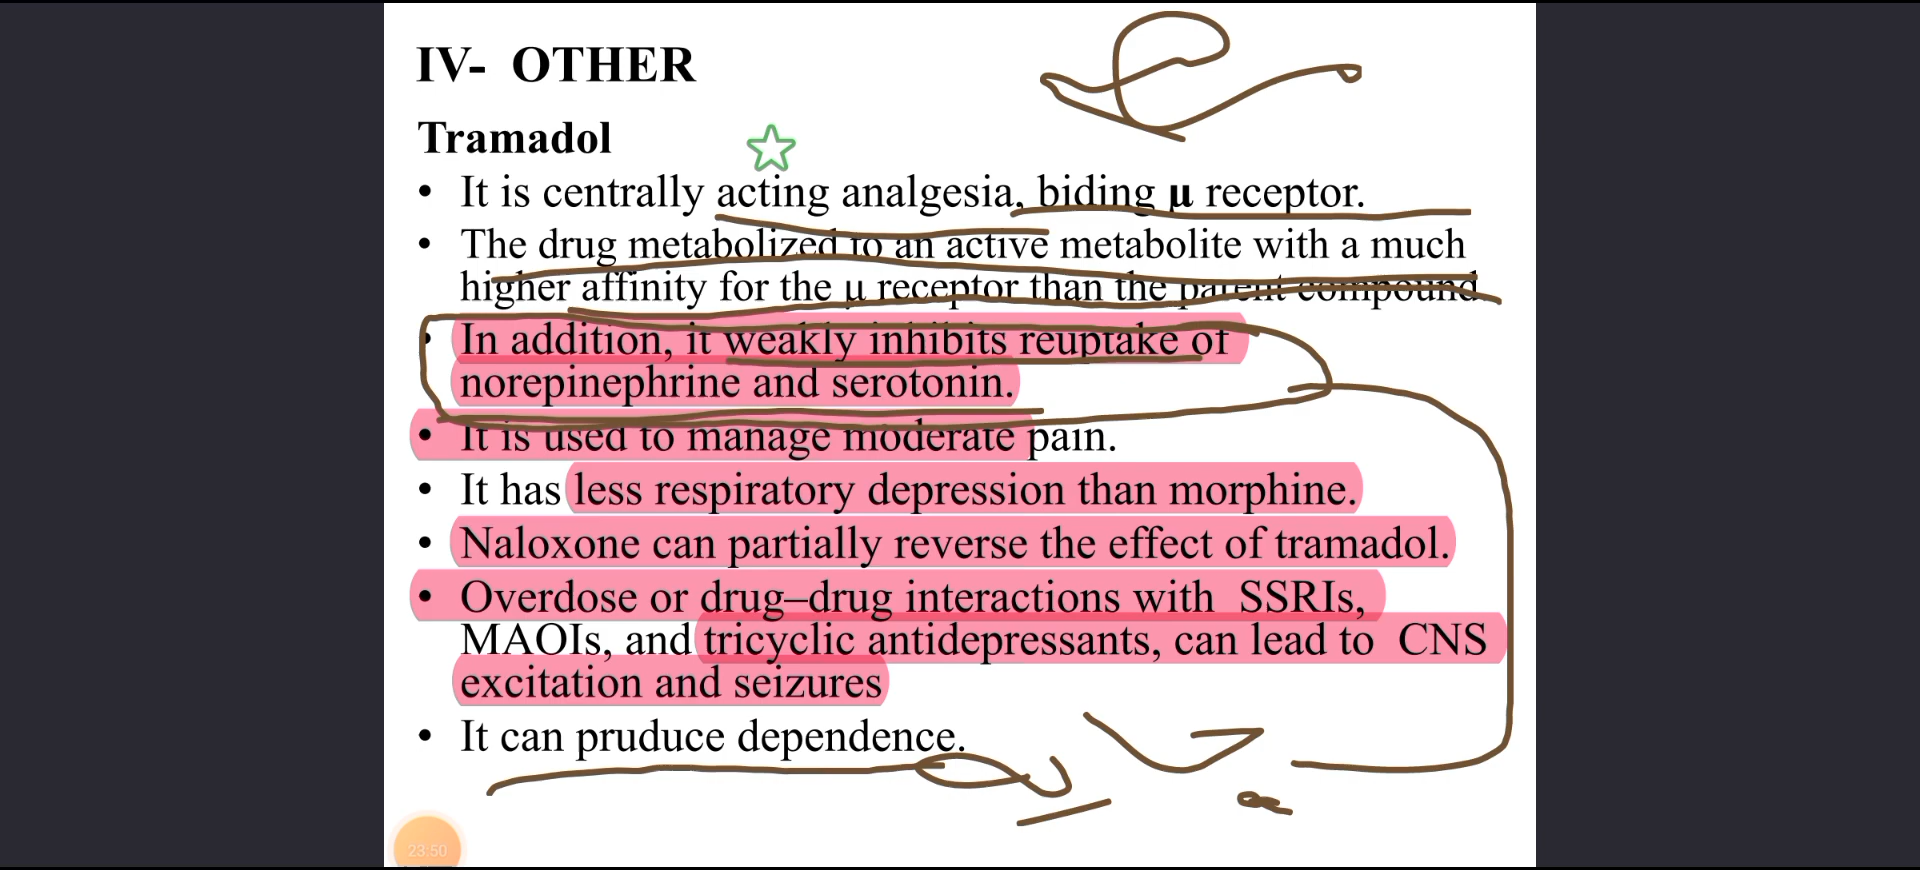 IV- OTHER
Tramadol
• It is centrally acting analgesia, biding μ receptor.
• The drug metabolized to an active metabolite with a much
higher affinity for the μ receptor than the parent compound.
• In addition, it weakly inhibits reuptake of
norepinephrine and serotonin.
• It is used to manage moderate pain.
• It has less respiratory depression than morphine.
• Naloxone can partially reverse the effect of tramadol.
• Overdose or drug–drug interactions with SSRIs,
MAOIs, and tricyclic antidepressants, can lead to CNS
excitation and seizures
• It can pruduce dependence.
23:50